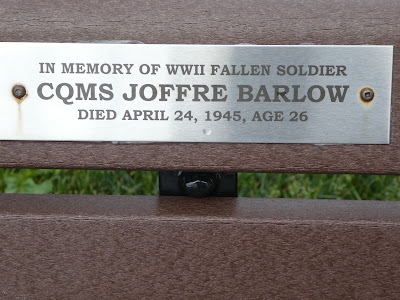 IN MEMORY OF WWII FALLEN SOLDIER
CQMS JOFFRE BARLOW
DIED APRIL 24, 1945, AGE 26